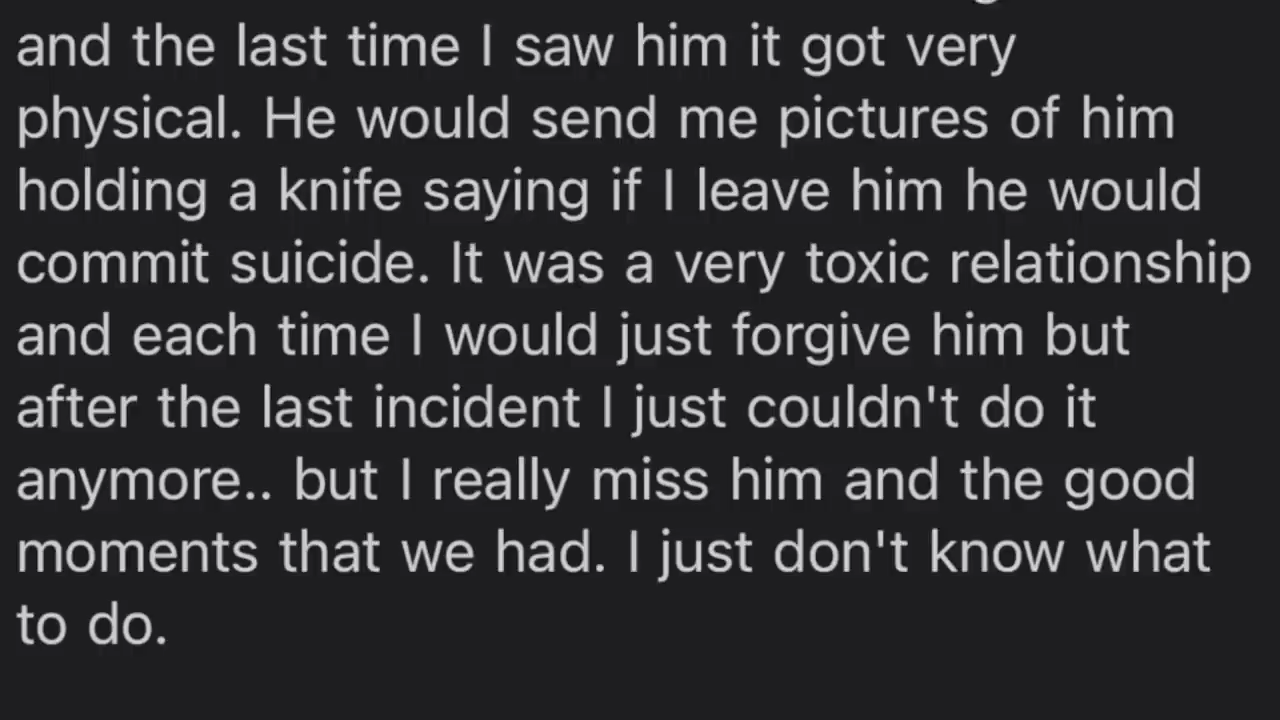 and the last time I saw him it got very
physical. He would send me pictures of him
holding a knife saying if I leave him he would
commit suicide. It was a very toxic relationship
and each time I would just forgive him but
after the last incident I just couldn't do it
anymore.. but I really miss him and the good
moments that we had. I just don't know what
to do.